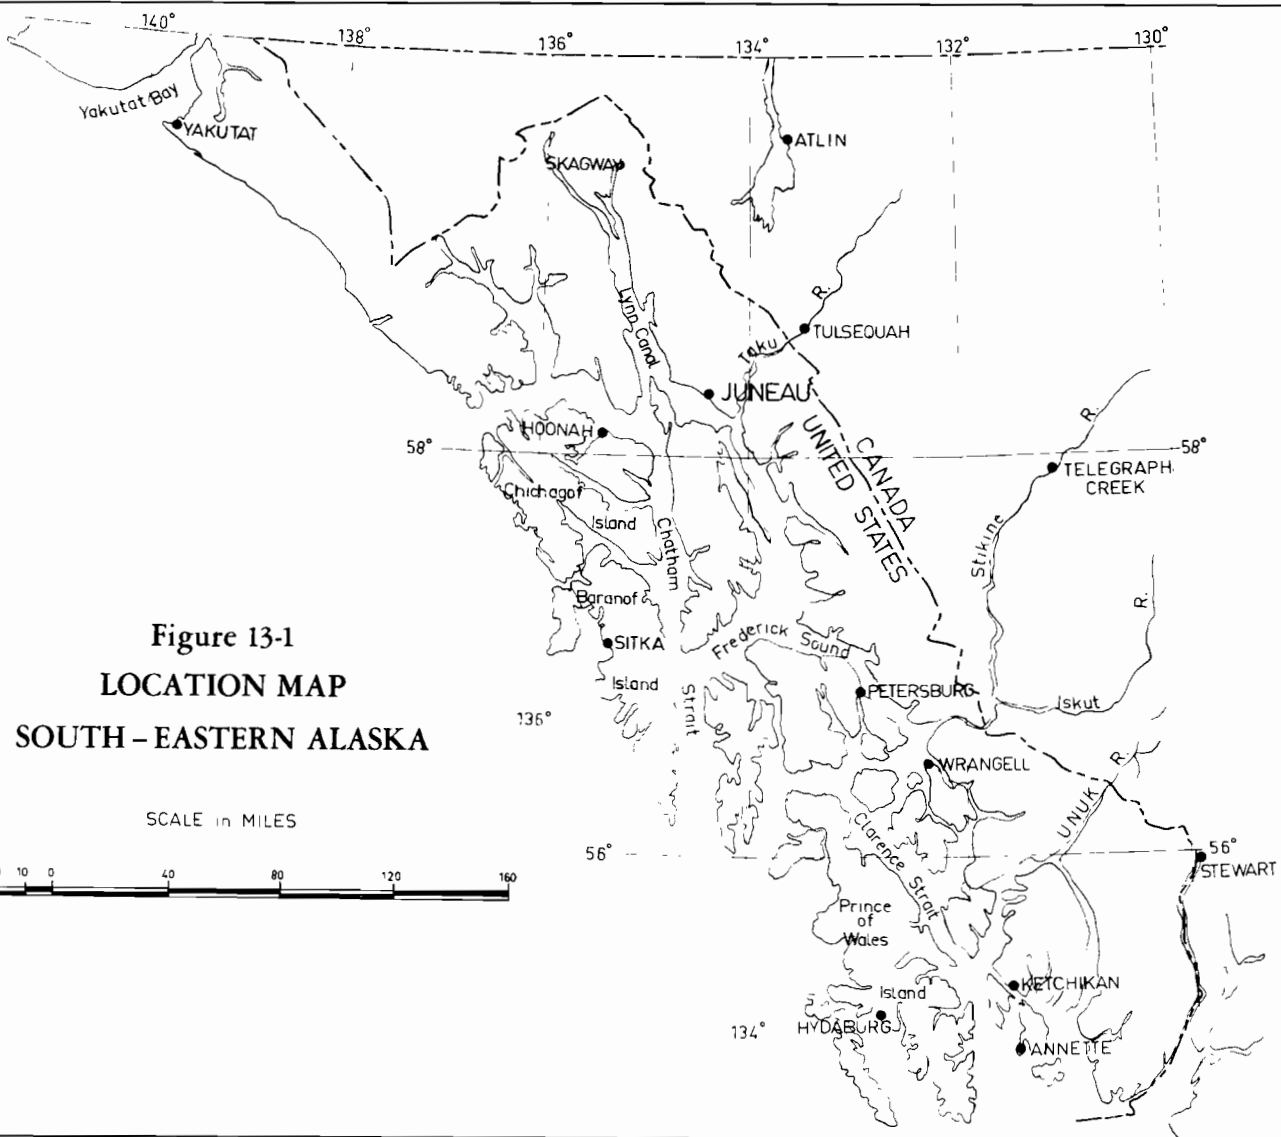 140° 138° 136° 134° 132° 130°
Yakutat Bay
YAKUTAT
ATLIN
SKAGWAY
Lynn Canal
R.
TULSEQUAH
Taku
JUNEAU
HOONAH
58°
58°
CANADA
UNITED STATES
R.
TELEGRAPH
CREEK
Chichagof
Island
Chatham
Stikine
Baranof
R.
SITKA
Frederick Sound
Island
Strait
PETERSBURG
Iskut
136°
Figure 13-1
LOCATION MAP
SOUTH-EASTERN ALASKA
WRANGELL
R.
UNUK
SCALE in MILES
10 0 40 80 120 160
Clarence Strait
56°
56°
STEWART
Prince
of
Wales
Island
KETCHIKAN
HYDABURG
134°
ANNETTE